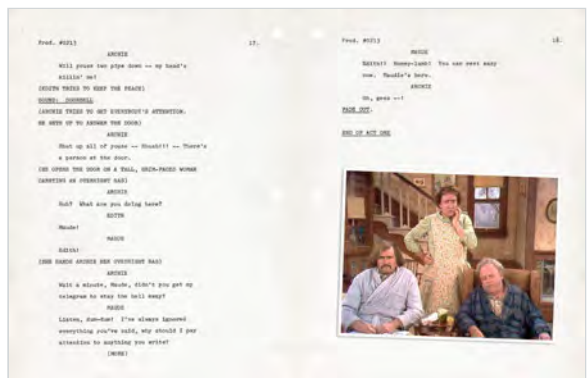 Prod. #0213
17.
ARCHIE
Will youse two pipe down -- my head's
killin' me!
(EDITH TRIES TO KEEP THE PEACE)
SOUND: DOORBELL
(ARCHIE TRIES TO GET EVERYBODY'S ATTENTION.
HE GETS UP TO ANSWER THE DOOR)
ARCHIE
Shut up all of youse -- Shush!!! -- There's
a person at the door.
(HE OPENS THE DOOR ON A TALL, GRIM-FACED WOMAN
CARRYING AN OVERNIGHT BAG)
ARCHIE
Huh? What are you doing here?
EDITH
Maude!
MAUDE
Edith!
(SHE HANDS ARCHIE HER OVERNIGHT BAG)
ARCHIE
Wait a minute, Maude, didn't you get my
telegram to stay the hell away?
MAUDE
Listen, dum-dum! I've always ignored
everything you've said, why should I pay
attention to anything you write?
(MORE)
Prod. #0213
18.
MAUDE
Edith!! Honey-lamb! You can rest easy
now. Maudie's here.
ARCHIE
Oh, geez --!
FADE OUT.
END OF ACT ONE